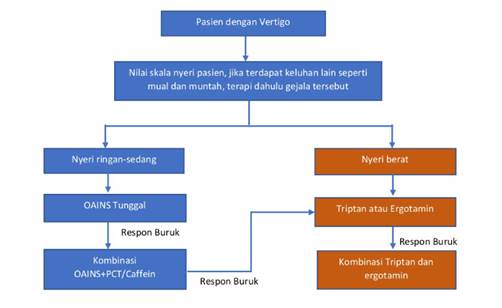 Pasien dengan Vertigo
Nilai skala nyeri pasien, jika terdapat keluhan lain seperti
mual dan muntah, terapi dahulu gejala tersebut
Nyeri ringan-sedang
Nyeri berat
OAINS Tunggal
Triptan atau Ergotamin
Respon Buruk
Respon Buruk
Kombinasi
OAINS+PCT/Caffein
Respon Buruk
Kombinasi Triptan dan
ergotamin